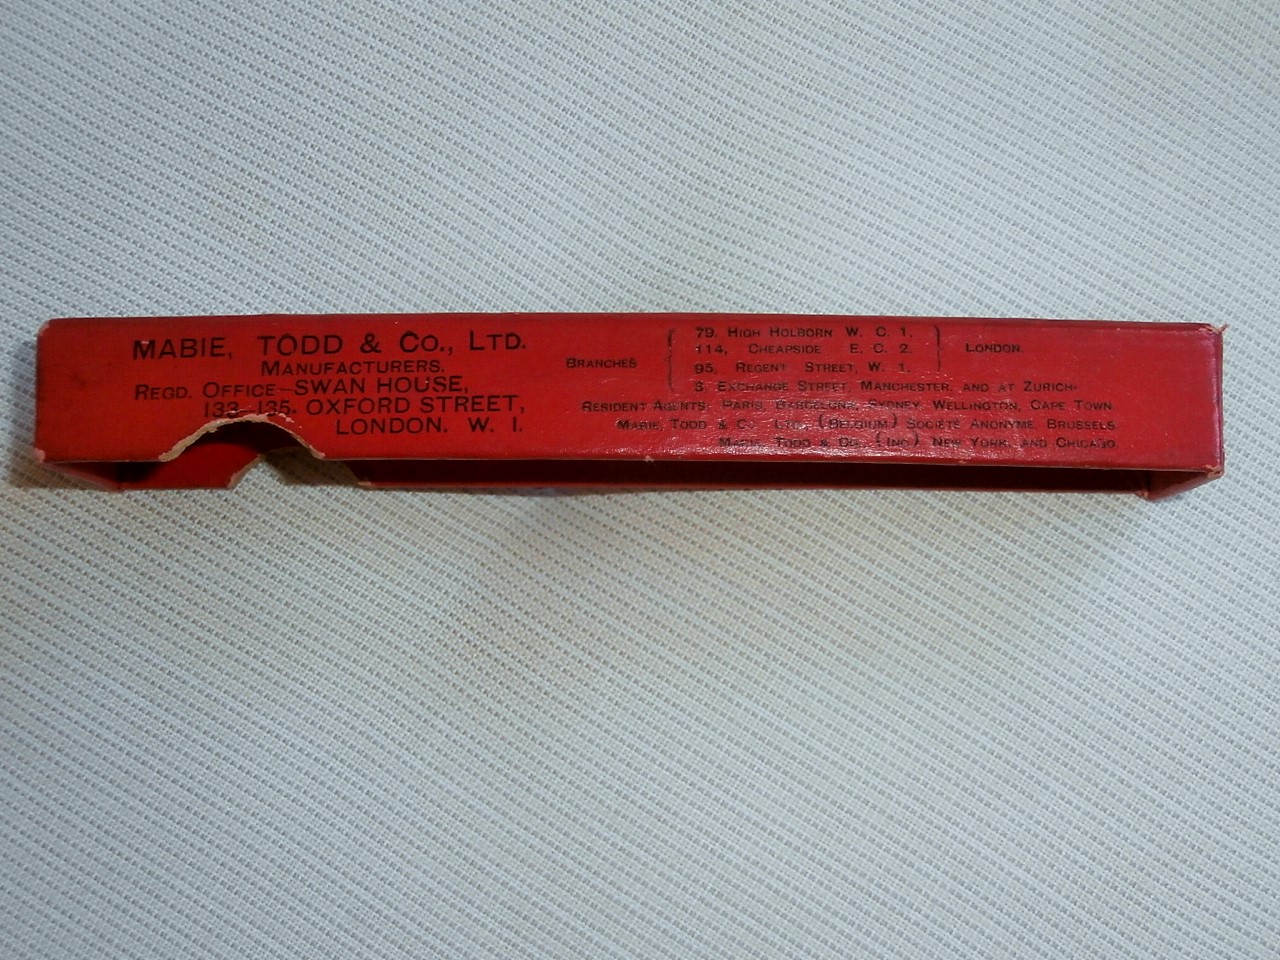 MABIE, TODD & CO., LTD.
MANUFACTURERS.
REGD. OFFICE—SWAN HOUSE,
133-135. OXFORD STREET,
LONDON. W. I.
BRANCHES
79. HIGH HOLBORN W. C. 1.
114, CHEAPSIDE E. C. 2.
95, REGENT STREET, W. 1.
LONDON.
3. EXCHANGE STREET, MANCHESTER. AND AT ZURICH.
RESIDENT AGENTS: PARIS, BARCELONA, SYDNEY, WELLINGTON, CAPE TOWN
MABIE, TODD & CO. LTD., (BELGIUM) SOCIETÉ ANONYME, BRUSSELS
MABIE, TODD & CO., (INC) NEW YORK, AND CHICAGO.